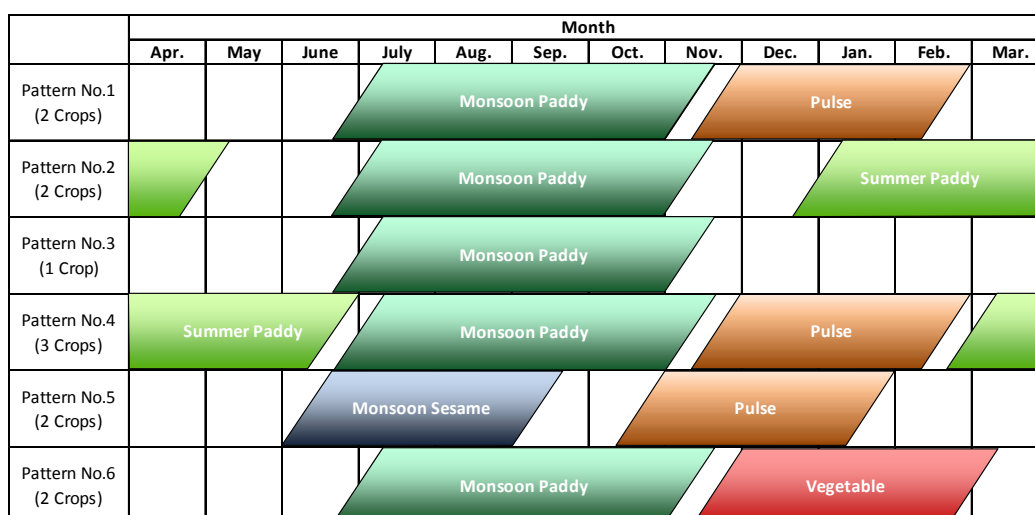 Month
Apr. May June July Aug. Sep. Oct. Nov. Dec. Jan. Feb. Mar.
Pattern No.1
(2 Crops)
Monsoon Paddy
Pulse
Pattern No.2
(2 Crops)
Monsoon Paddy
Summer Paddy
Pattern No.3
(1 Crop)
Monsoon Paddy
Pattern No.4
(3 Crops)
Summer Paddy
Monsoon Paddy
Pulse
Pattern No.5
(2 Crops)
Monsoon Sesame
Pulse
Pattern No.6
(2 Crops)
Monsoon Paddy
Vegetable